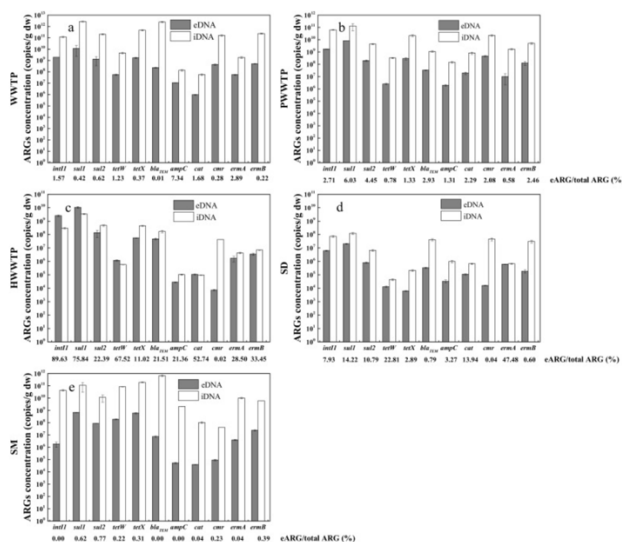 a
eDNA
iDNA
WWTP
ARGs concentration (copies/g dw)
intI1 sul1 sul2 tetW tetX bla_TEM ampC cat cmr ermA ermB
1.57 0.42 0.62 1.23 0.37 0.01 7.34 1.68 0.28 2.89 0.22
b
eDNA
iDNA
PWWTP
ARGs concentration (copies/g dw)
intI1 sul1 sul2 tetW tetX bla_TEM ampC cat cmr ermA ermB
2.71 6.03 4.45 0.78 1.33 2.93 1.31 2.29 2.08 0.58 2.46
eARG/total ARG (%
c
eDNA
iDNA
HWWTP
ARGs concentration (copies/g dw)
intI1 sul1 sul2 tetW tetX bla_TEM ampC cat cmr ermA ermB
89.63 75.84 22.39 67.52 11.02 21.51 21.36 52.74 0.02 28.50 33.45
d
eDNA
iDNA
SD
ARGs concentration (copies/g dw)
intI1 sul1 sul2 tetW tetX bla_TEM ampC cat cmr ermA ermB
7.93 14.22 10.79 22.81 2.89 0.79 3.27 13.94 0.04 47.48 0.60
eARG/total ARG (%
e
eDNA
iDNA
SM
ARGs concentration (copies/g dw)
intI1 sul1 sul2 tetW tetX bla_TEM ampC cat cmr ermA ermB
0.00 0.62 0.77 0.22 0.31 0.00 0.00 0.04 0.23 0.04 0.39
eARG/total ARG (%)